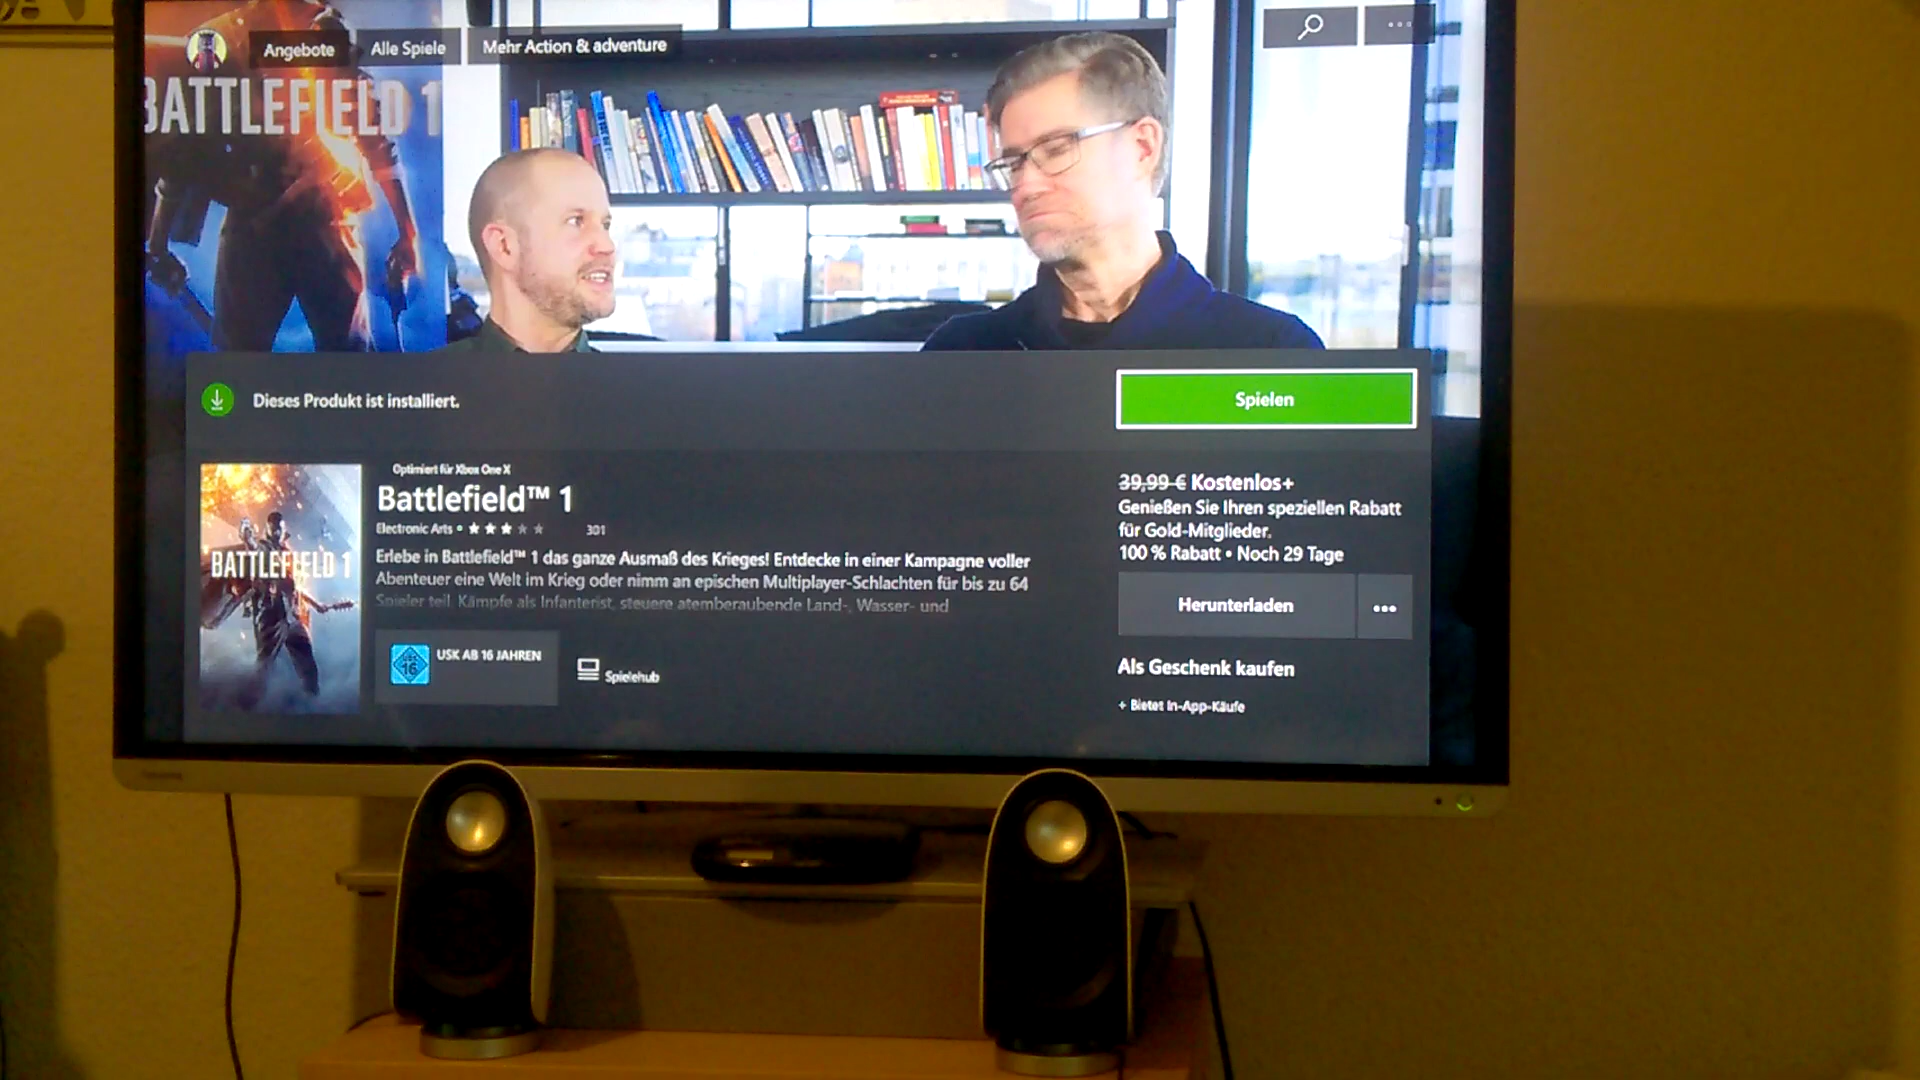 Angebote
Alle Spiele
Mehr Action & adventure
BATTLEFIELD 1
Dieses Produkt ist installiert.
Spielen
Optimiert für Xbox One X
Battlefield™ 1
Electronic Arts • ★★★☆☆ 301
Erlebe in Battlefield™ 1 das ganze Ausmaß des Krieges! Entdecke in einer Kampagne voller
Abenteuer eine Welt im Krieg oder nimm an epischen Multiplayer-Schlachten für bis zu 64
Spieler teil. Kämpfe als Infanterist, steuere atemberaubende Land-, Wasser- und
BATTLEFIELD 1
USK
16
USK AB 16 JAHREN
Spielehub
39,99 € Kostenlos+
Genießen Sie Ihren speziellen Rabatt
für Gold-Mitglieder.
100 % Rabatt • Noch 29 Tage
Herunterladen
Als Geschenk kaufen
+ Bietet In-App-Käufe